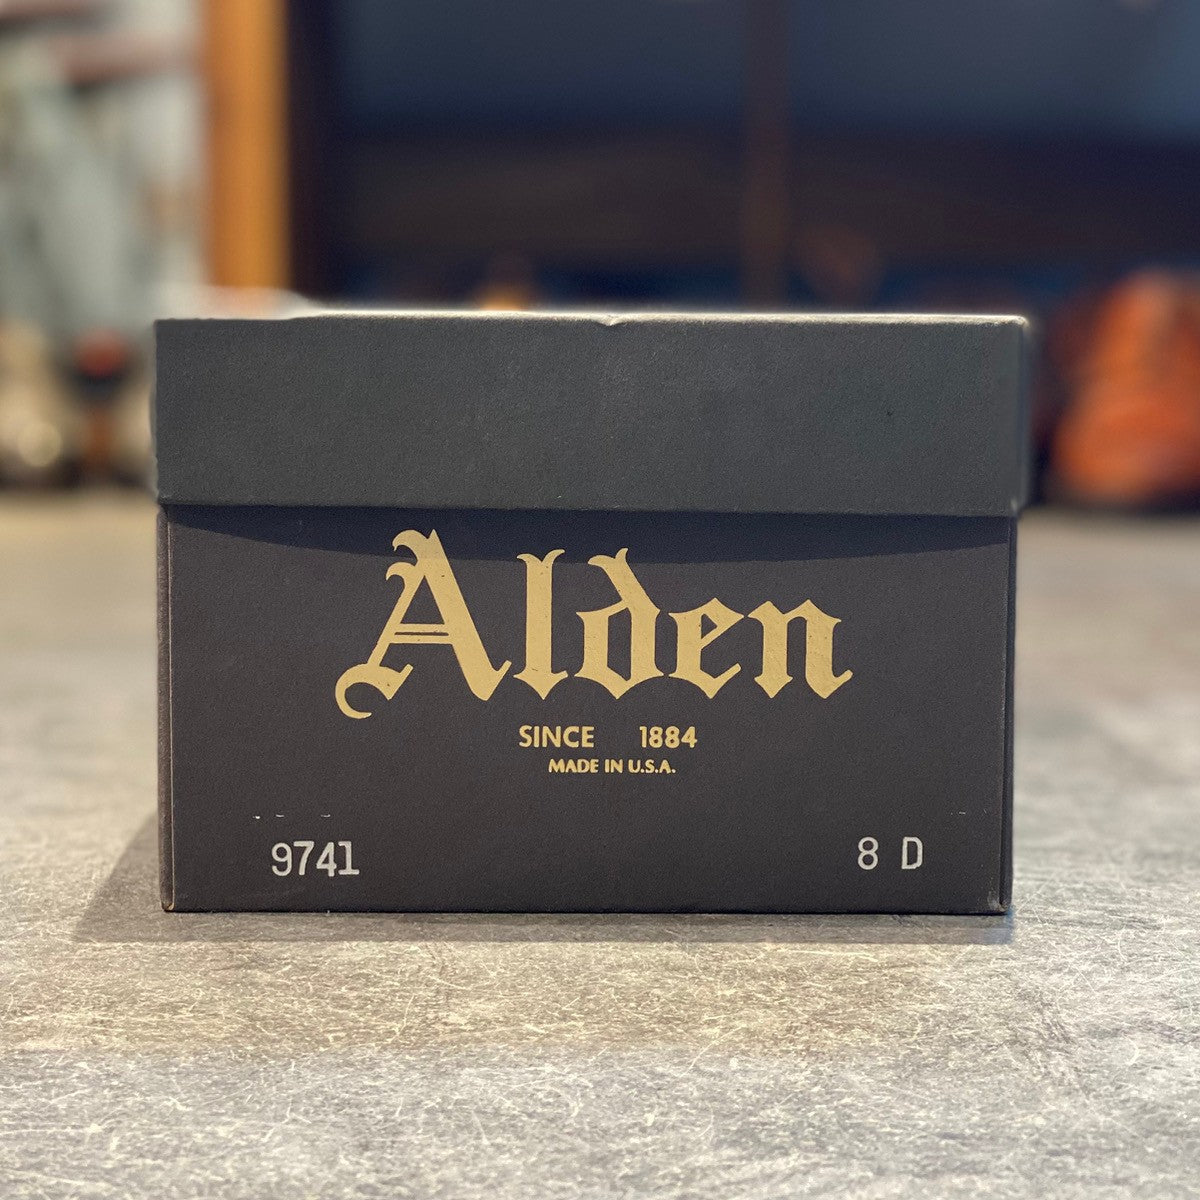 Alden
SINCE 1884
MADE IN U.S.A.
9741 8 D